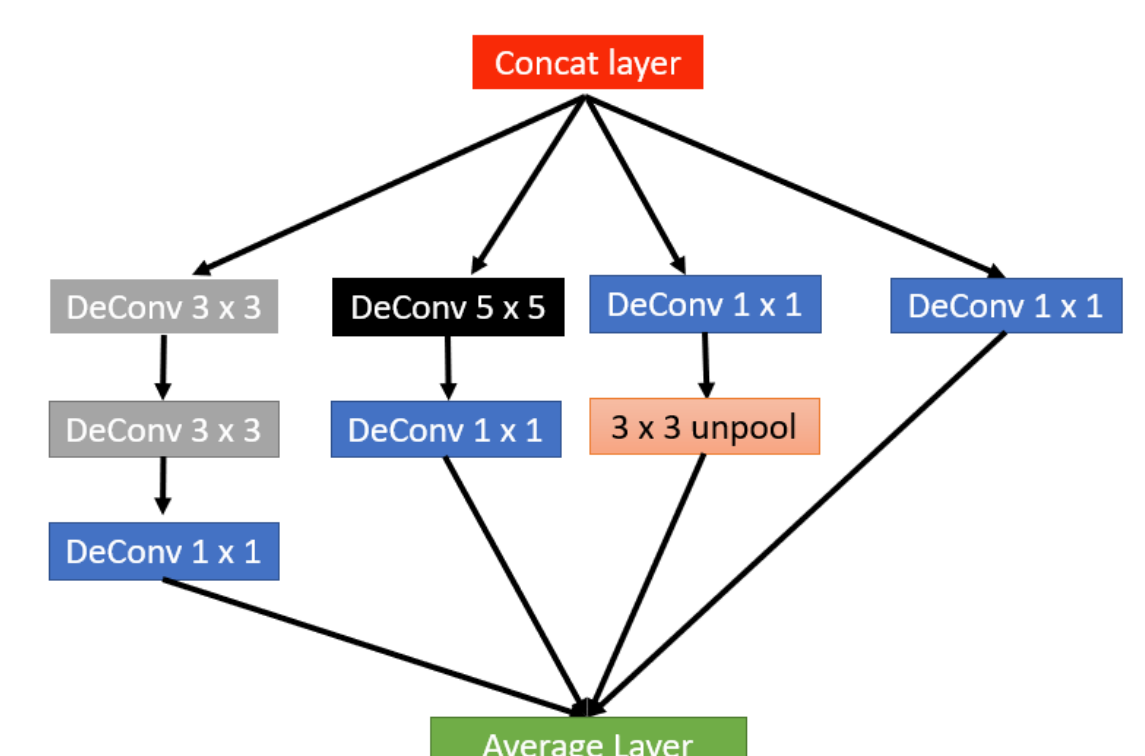 Concat layer
DeConv 3 x 3
DeConv 5 x 5
DeConv 1 x 1
DeConv 1 x 1
DeConv 3 x 3
DeConv 1 x 1
3 x 3 unpool
DeConv 1 x 1
Average Layer